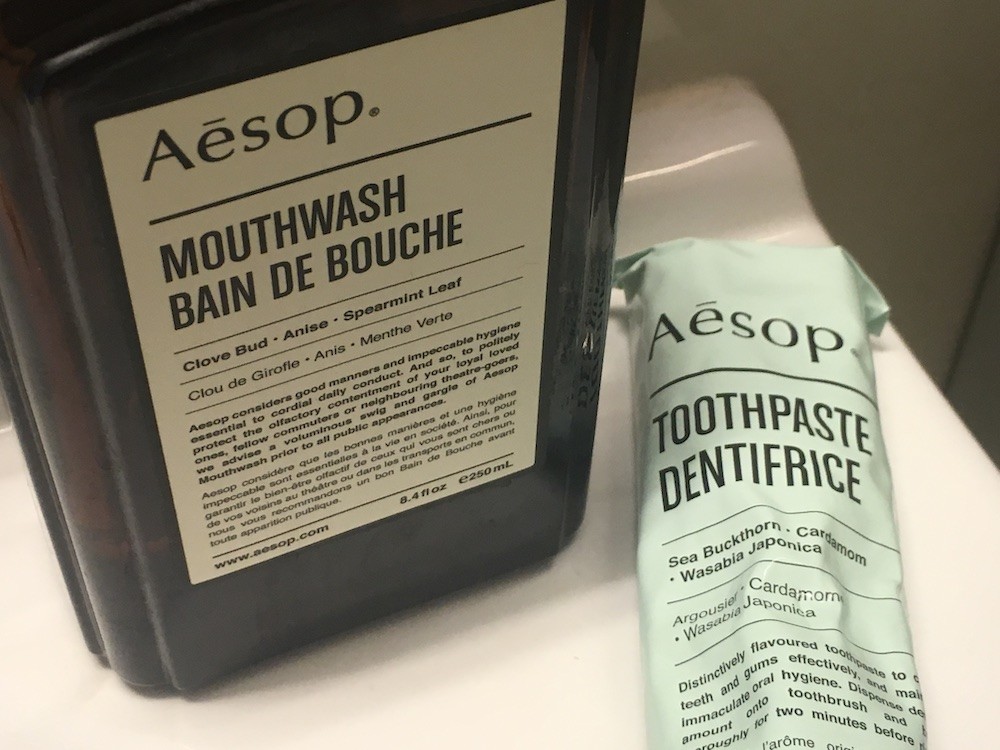 Aēsop®
MOUTHWASH
BAIN DE BOUCHE
Clove Bud · Anise · Spearmint Leaf
Clou de Girofle · Anis · Menthe Verte
Aesop considers good manners and impeccable hygiene
essential to cordial daily conduct. And so, to politely
protect the olfactory contentment of your loyal loved
ones, fellow commuters or neighboring theatre-goers,
we advise a voluminous swig and gargle of Aesop
Mouthwash prior to all public appearances.
Aesop considère que les bonnes manières et une hygiène
impeccable sont essentielles à la vie en société. Ainsi, pour
garantir le bien-être olfactif de ceux qui vous sont chers ou
de vos voisins au théâtre ou dans les transports en commun,
nous vous recommandons un bon Bain de Bouche avant
toute apparition publique.
www.aesop.com 8.4 fl oz ℮250 mL
Aēsop
TOOTHPASTE
DENTIFRICE
Sea Buckthorn · Cardamom
· Wasabia Japonica
Argousier · Cardamome
· Wasabia Japonica
Distinctively flavoured toothpaste to
teeth and gums effectively, and
immaculate oral hygiene. Dispense
amount onto toothbrush and
for two minutes before
l'arôme